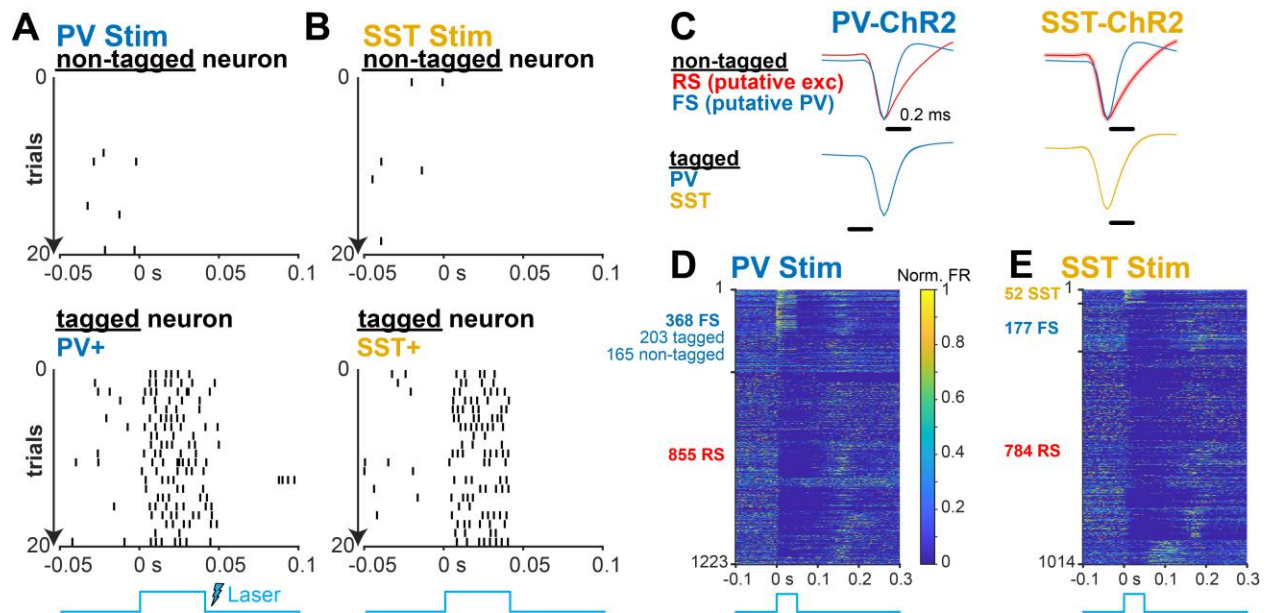 A
PV Stim
non-tagged neuron
0
trials
20
-0.05 0 s 0.05 0.1
tagged neuron
PV+
0
trials
20
-0.05 0 0.05 0.1
Laser
B
SST Stim
non-tagged neuron
0
20
-0.05 0 s 0.05 0.1
tagged neuron
SST+
0
20
-0.05 0 0.05 0.1
C
PV-ChR2
SST-ChR2
non-tagged
RS (putative exc)
FS (putative PV)
0.2 ms
tagged
PV
SST
D
PV Stim
Norm. FR
1
368 FS
203 tagged
165 non-tagged
855 RS
1223
-0.1 0 s 0.1 0.2 0.3
1
0.8
0.6
0.4
0.2
0
E
SST Stim
1
52 SST
177 FS
784 RS
1014
-0.1 0 s 0.1 0.2 0.3